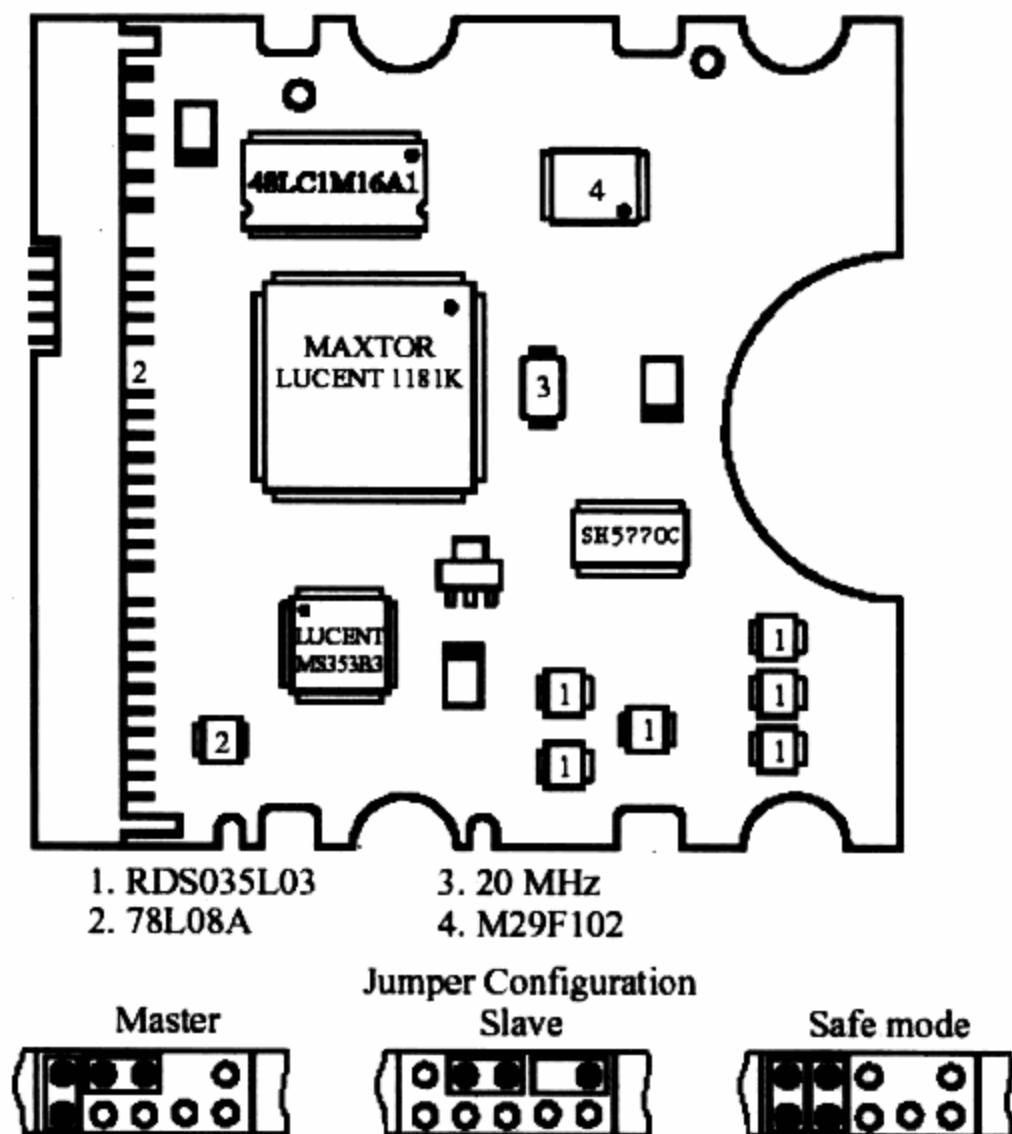 48LC1M16A1
4
MAXTOR
LUCENT 1181K
2
3
SH5770C
LUCENT
MS353B3
1
1
1
1
2
1
1
1. RDS035L03
3. 20 MHz
2. 78L08A
4. M29F102
Jumper Configuration
Master
Slave
Safe mode